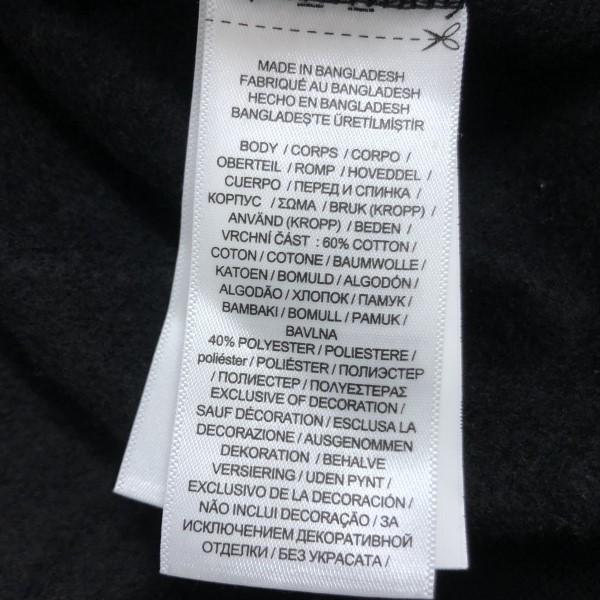 MADE IN BANGLADESH
FABRIQUÉ AU BANGLADESH
HECHO EN BANGLADESH
BANGLADEŞ'TE ÜRETİLMİŞTİR
BODY / CORPS / CORPO /
OBERTEIL / ROMP / HOVEDDEL /
CUERPO / ПЕРЕД И СПИНКА /
КОРПУС / ΣΩΜΑ / BRUK (KROPP) /
ANVÄND (KROPP) / BEDEN /
VRCHNÍ ČÁST : 60% COTTON /
COTON / COTONE / BAUMWOLLE /
KATOEN / BOMULD / ALGODÓN /
ALGODÃO / ХЛОПОК / ПАМУК /
BAMBAKI / BOMULL / PAMUK /
BAVLNA
40% POLYESTER / POLIESTERE /
poliéster / POLIÉSTER / ПОЛИЭСТЕР
/ ПОЛИЕСТЕР / ΠΟΛΥΕΣΤΕΡΑΣ
EXCLUSIVE OF DECORATION /
SAUF DÉCORATION / ESCLUSA LA
DECORAZIONE / AUSGENOMMEN
DEKORATION / BEHALVE
VERSIERING / UDEN PYNT /
EXCLUSIVO DE LA DECORACIÓN /
NÃO INCLUI DECORAÇÃO / ЗА
ИСКЛЮЧЕНИЕМ ДЕКОРАТИВНОЙ
ОТДЕЛКИ / БЕЗ УКРАСАТА /